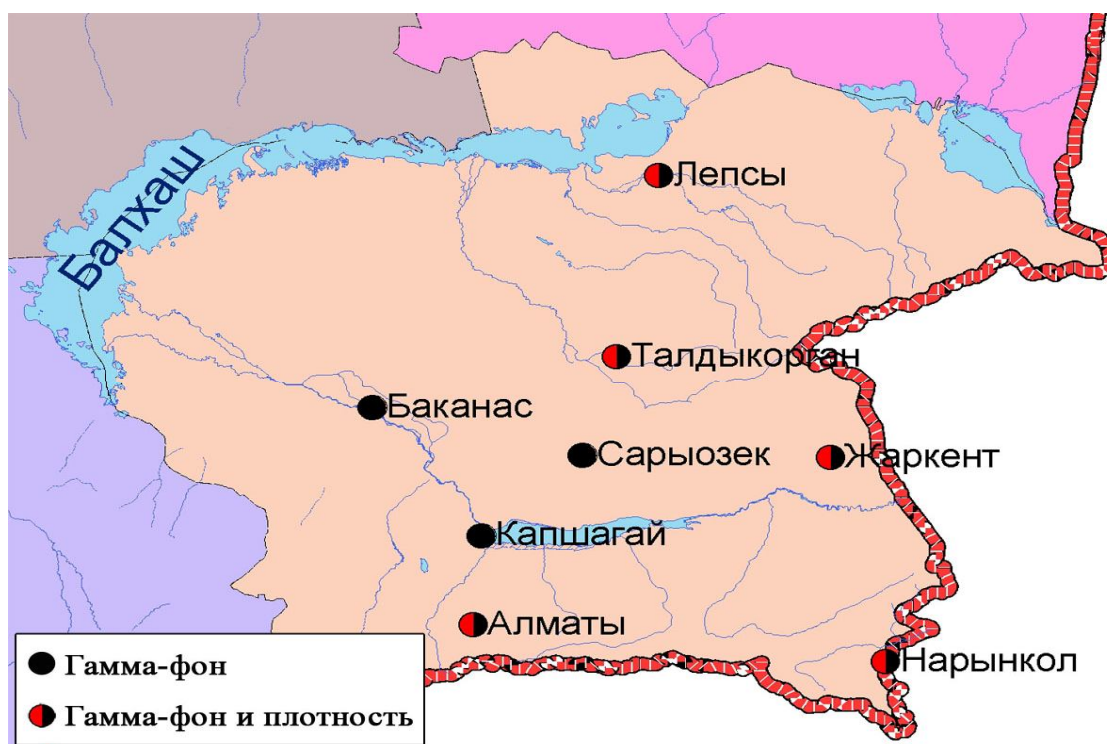 Балхаш
Лепсы
Талдыкорган
Баканас
Сарыозек
Жаркент
Капшагай
Алматы
Нарынкол
Гамма-фон
Гамма-фон и плотность